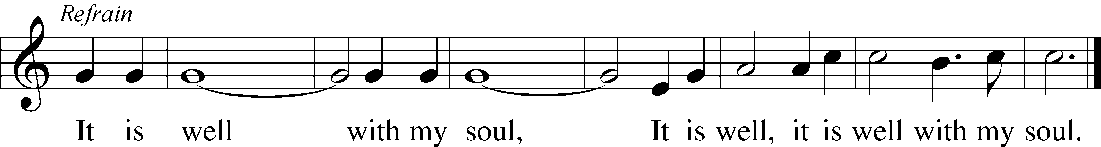 Refrain
It is well with my soul, It is well, it is well with my soul.